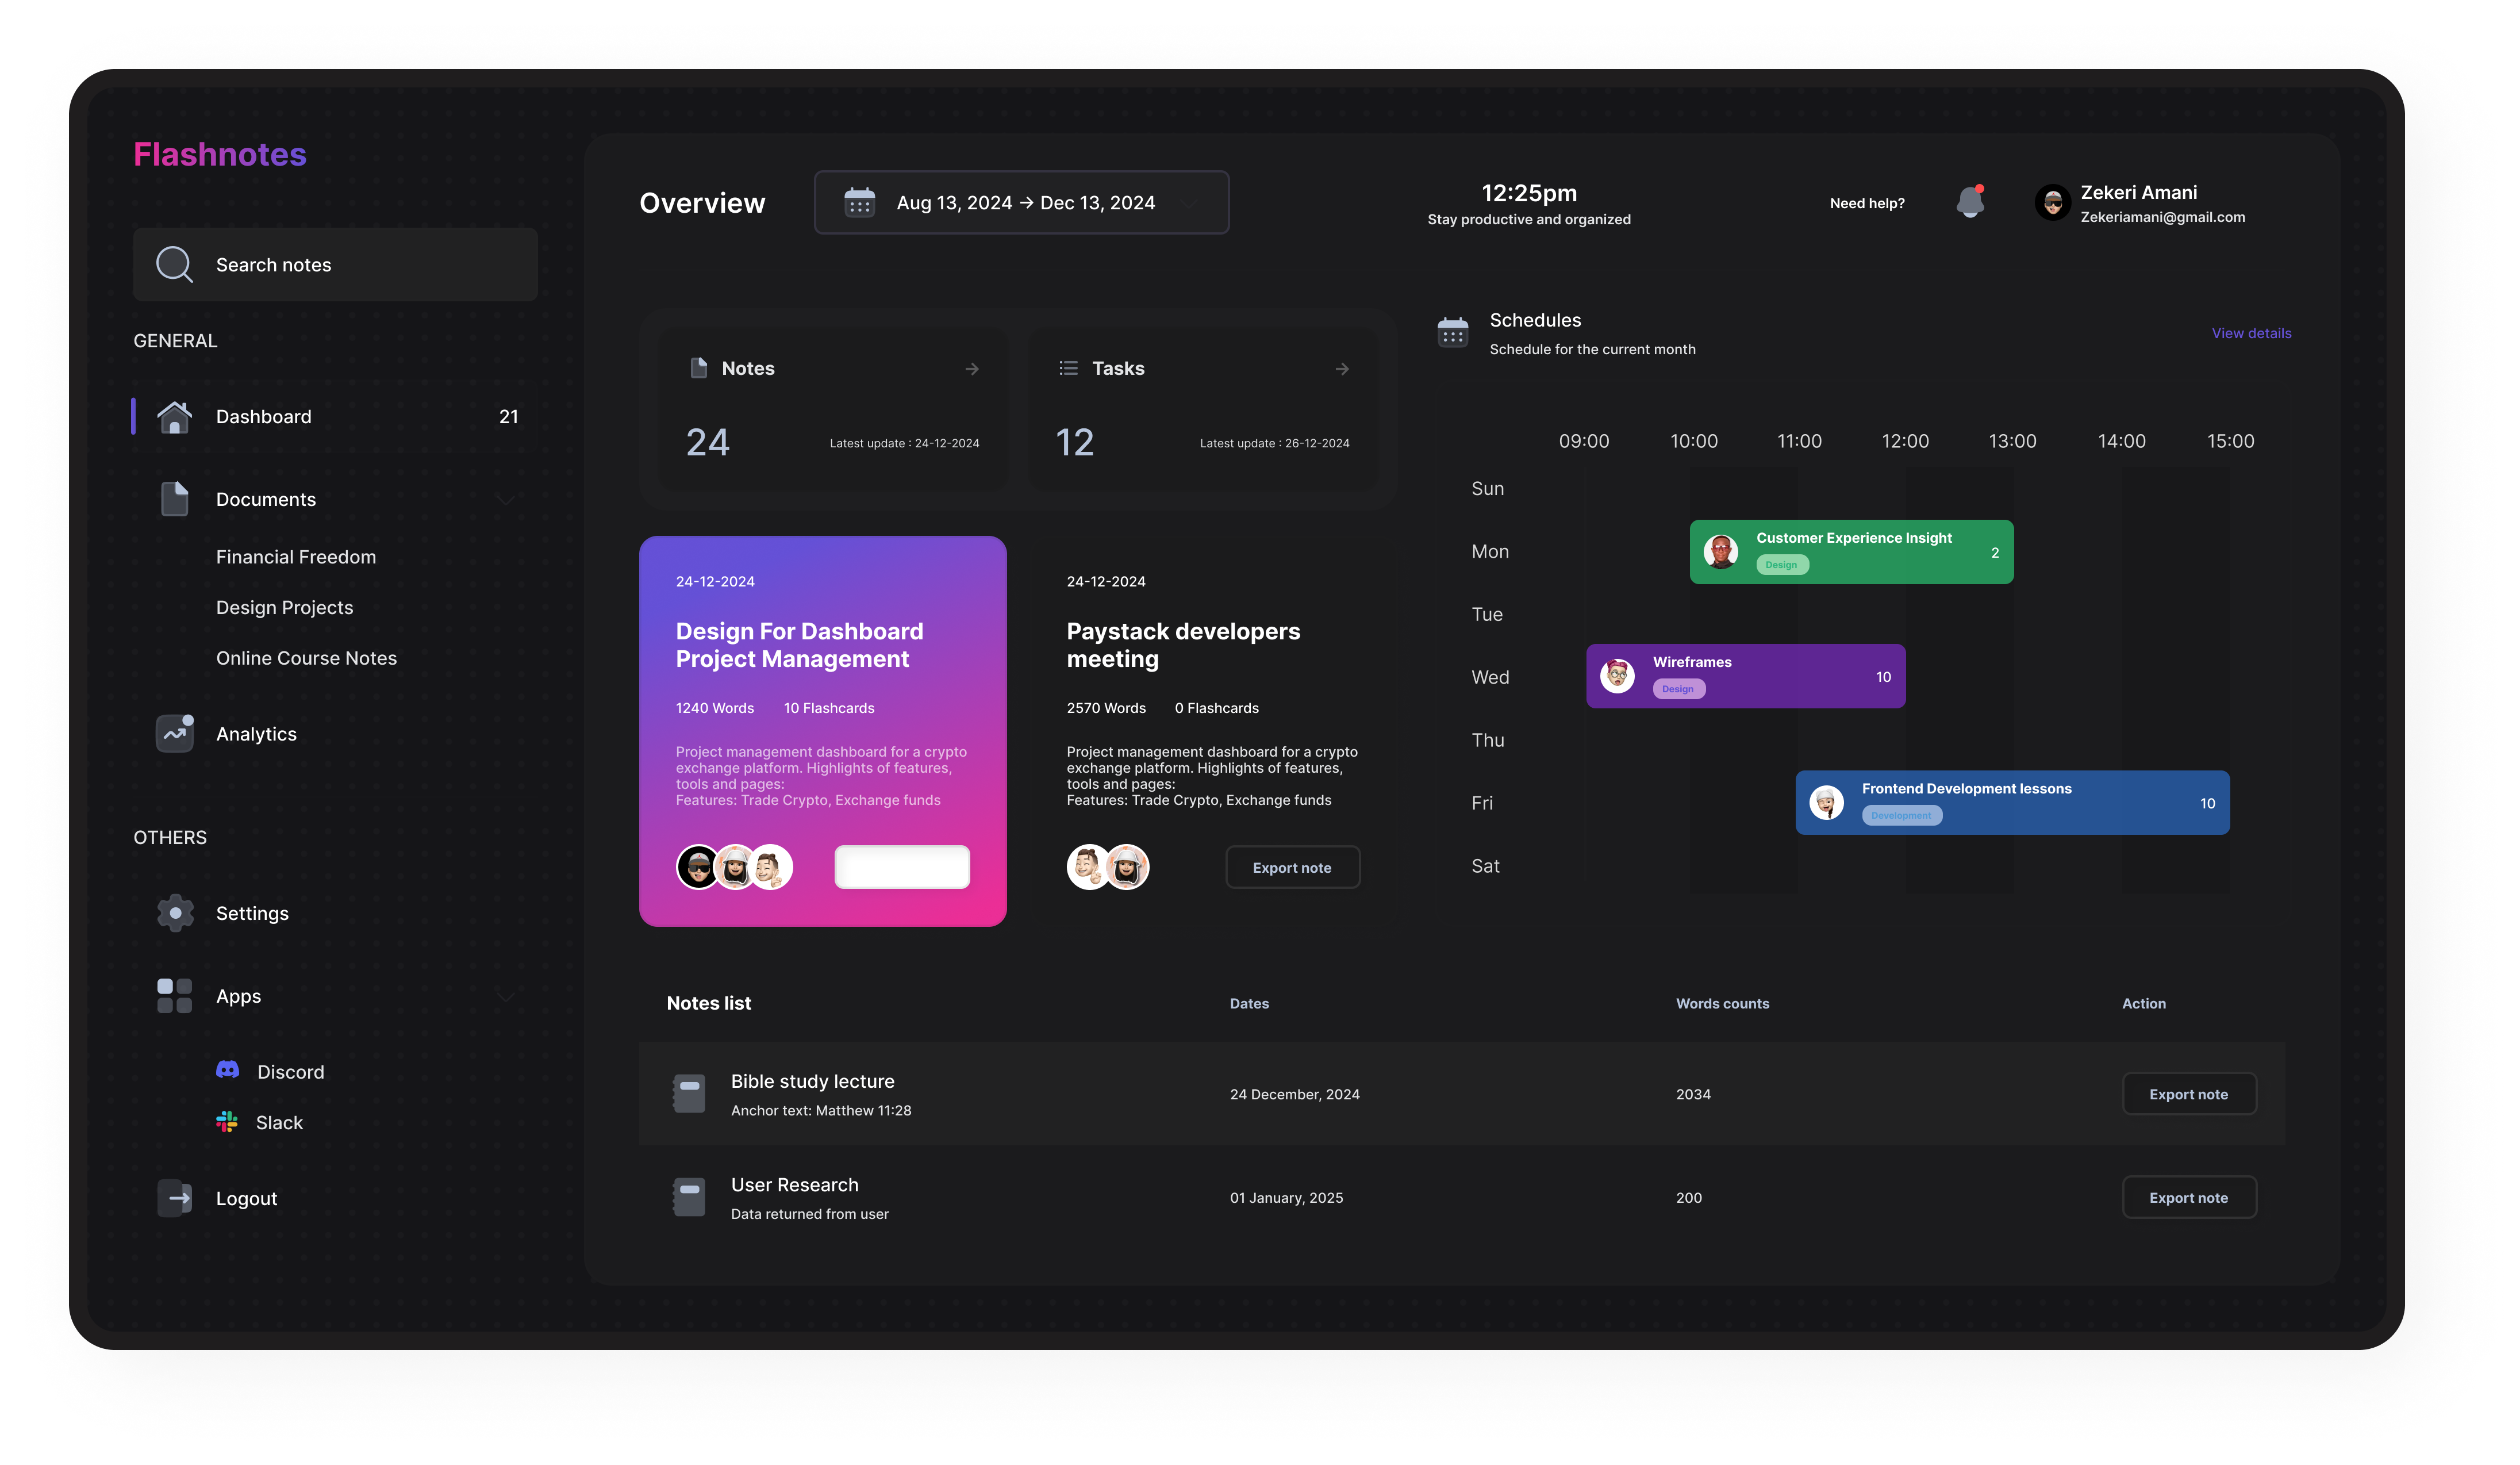 Flashnotes
Search notes
GENERAL
Dashboard 21
Documents
Financial Freedom
Design Projects
Online Course Notes
Analytics
OTHERS
Settings
Apps
Discord
Slack
Logout
Overview
Aug 13, 2024 → Dec 13, 2024
12:25pm
Stay productive and organized
Need help?
Zekeri Amani
Zekeriamani@gmail.com
Notes
24
Latest update : 24-12-2024
Tasks
12
Latest update : 26-12-2024
24-12-2024
Design For Dashboard
Project Management
1240 Words 10 Flashcards
Project management dashboard for a crypto
exchange platform. Highlights of features,
tools and pages:
Features: Trade Crypto, Exchange funds
24-12-2024
Paystack developers
meeting
2570 Words 0 Flashcards
Project management dashboard for a crypto
exchange platform. Highlights of features,
tools and pages:
Features: Trade Crypto, Exchange funds
Export note
Schedules
Schedule for the current month
View details
09:00 10:00 11:00 12:00 13:00 14:00 15:00
Sun
Mon
Customer Experience Insight
Design
2
Tue
Wed
Wireframes
Design
10
Thu
Fri
Frontend Development lessons
Development
10
Sat
Notes list Dates Words counts Action
Bible study lecture
Anchor text: Matthew 11:28
24 December, 2024 2034 Export note
User Research
Data returned from user
01 January, 2025 200 Export note